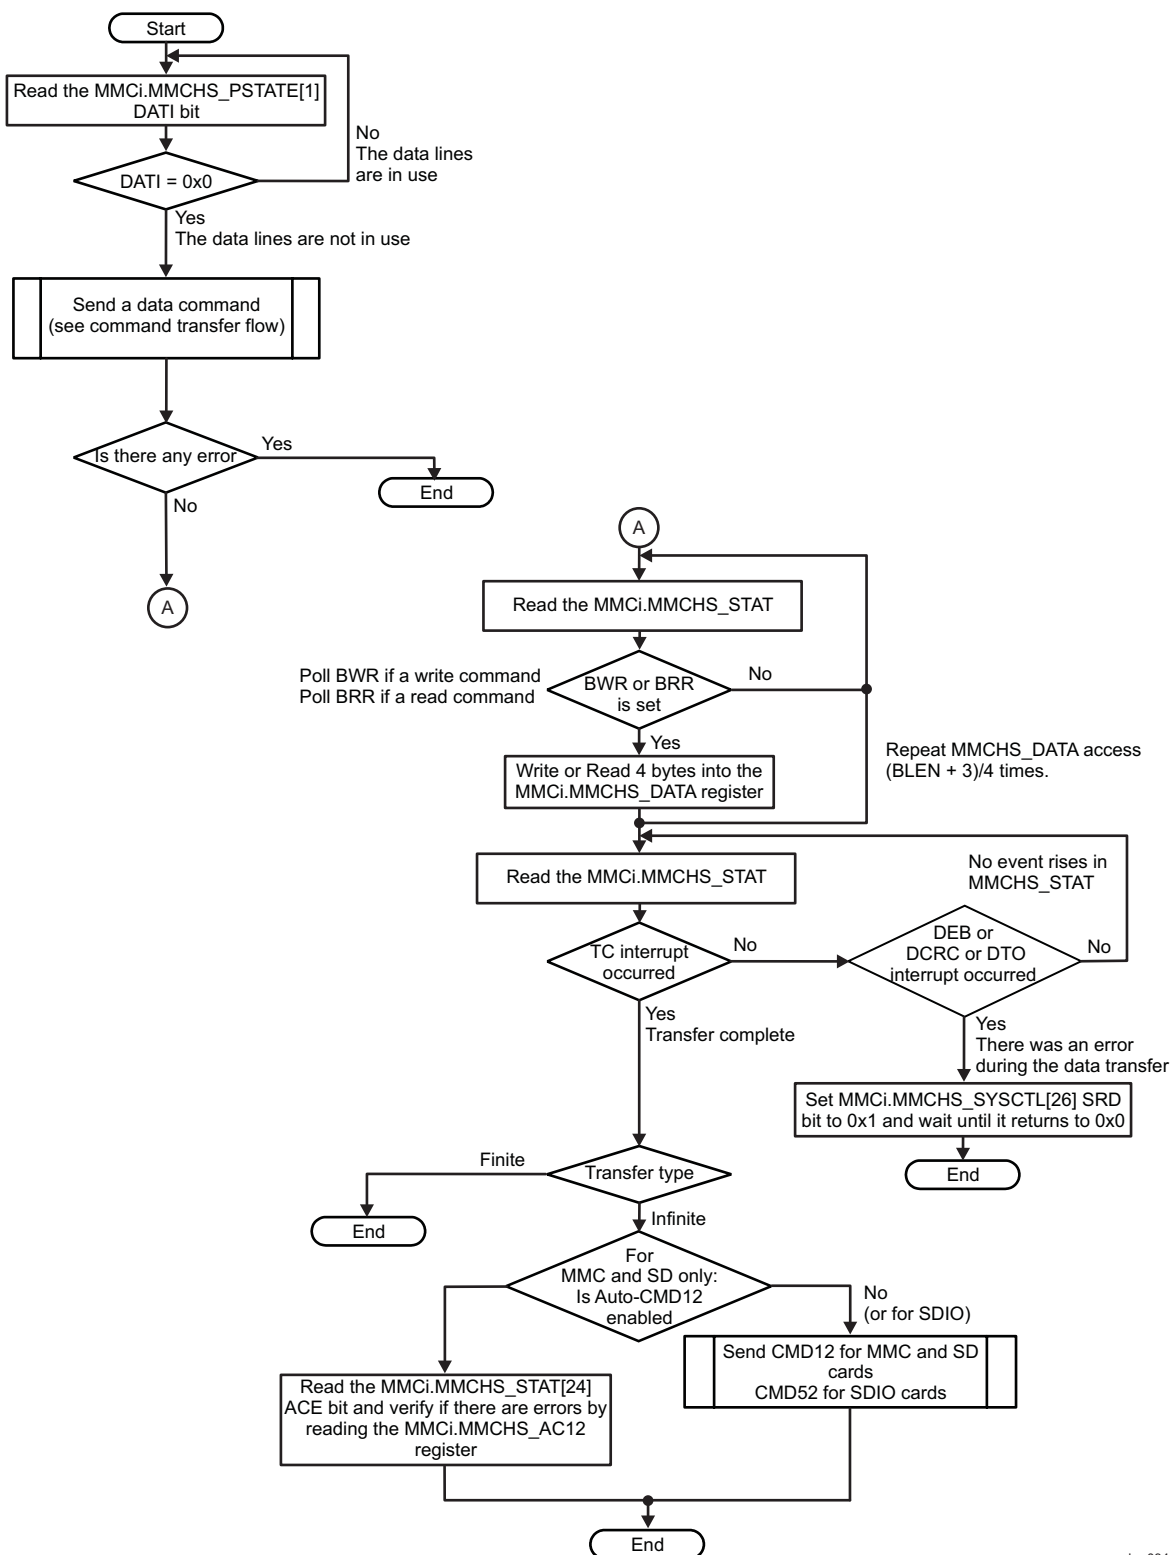 Start
Read the MMCi.MMCHS_PSTATE[1]
DATI bit
No
The data lines
are in use
DATI = 0x0
Yes
The data lines are not in use
Send a data command
(see command transfer flow)
Is there any error
Yes
End
No
A
A
Read the MMCi.MMCHS_STAT
Poll BWR if a write command
Poll BRR if a read command
BWR or BRR
is set
No
Yes
Repeat MMCHS_DATA access
(BLEN + 3)/4 times.
Write or Read 4 bytes into the
MMCi.MMCHS_DATA register
Read the MMCi.MMCHS_STAT
No event rises in
MMCHS_STAT
TC interrupt
occurred
No
DEB or
DCRC or DTO
interrupt occurred
No
Yes
Transfer complete
Yes
There was an error
during the data transfer
Set MMCi.MMCHS_SYSCTL[26] SRD
bit to 0x1 and wait until it returns to 0x0
End
Finite
Transfer type
End
Infinite
For
MMC and SD only:
Is Auto-CMD12
enabled
No
(or for SDIO)
Send CMD12 for MMC and SD
cards
CMD52 for SDIO cards
Read the MMCi.MMCHS_STAT[24]
ACE bit and verify if there are errors by
reading the MMCi.MMCHS_AC12
register
End